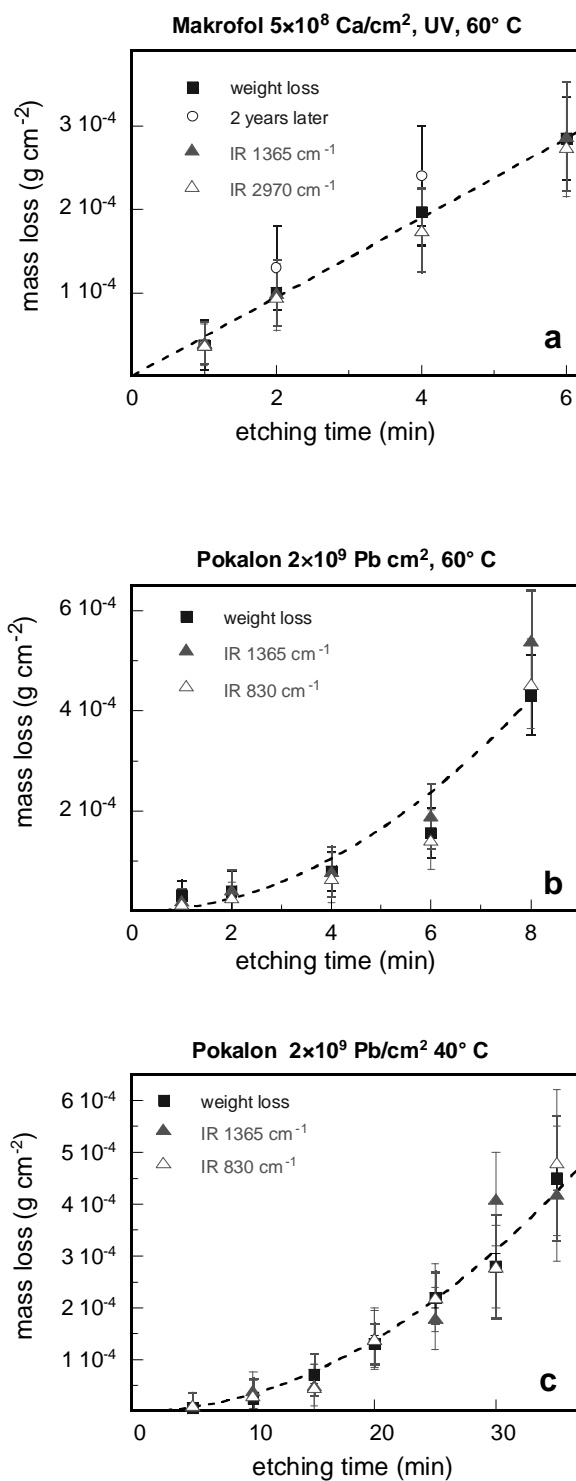 Makrofol 5×10⁸ Ca/cm², UV, 60° C
weight loss
2 years later
IR 1365 cm⁻¹
IR 2970 cm⁻¹
3 10⁻⁴
2 10⁻⁴
1 10⁻⁴
mass loss (g cm⁻²)
a
0 2 4 6
etching time (min)
Pokalon 2×10⁹ Pb cm², 60° C
weight loss
IR 1365 cm⁻¹
IR 830 cm⁻¹
6 10⁻⁴
4 10⁻⁴
2 10⁻⁴
mass loss (g cm⁻²)
b
0 2 4 6 8
etching time (min)
Pokalon 2×10⁹ Pb/cm² 40° C
weight loss
IR 1365 cm⁻¹
IR 830 cm⁻¹
6 10⁻⁴
5 10⁻⁴
4 10⁻⁴
3 10⁻⁴
2 10⁻⁴
1 10⁻⁴
mass loss (g cm⁻²)
c
0 10 20 30
etching time (min)